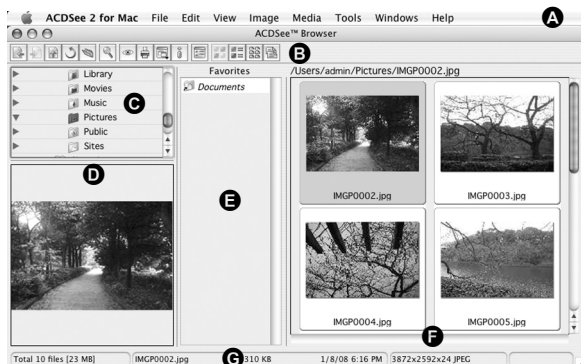 ACDSee 2 for Mac File Edit View Image Media Tools Windows Help A
ACDSee™ Browser
B
Library
Movies
Music
Pictures
Public
Sites
C
Favorites
Documents
/Users/admin/Pictures/IMGP0002.jpg
D
E
IMGP0002.jpg
IMGP0003.jpg
IMGP0004.jpg
IMGP0005.jpg
F
Total 10 files [23 MB] IMGP0002.jpg G 310 KB 1/8/08 6:16 PM 3872x2592x24 JPEG